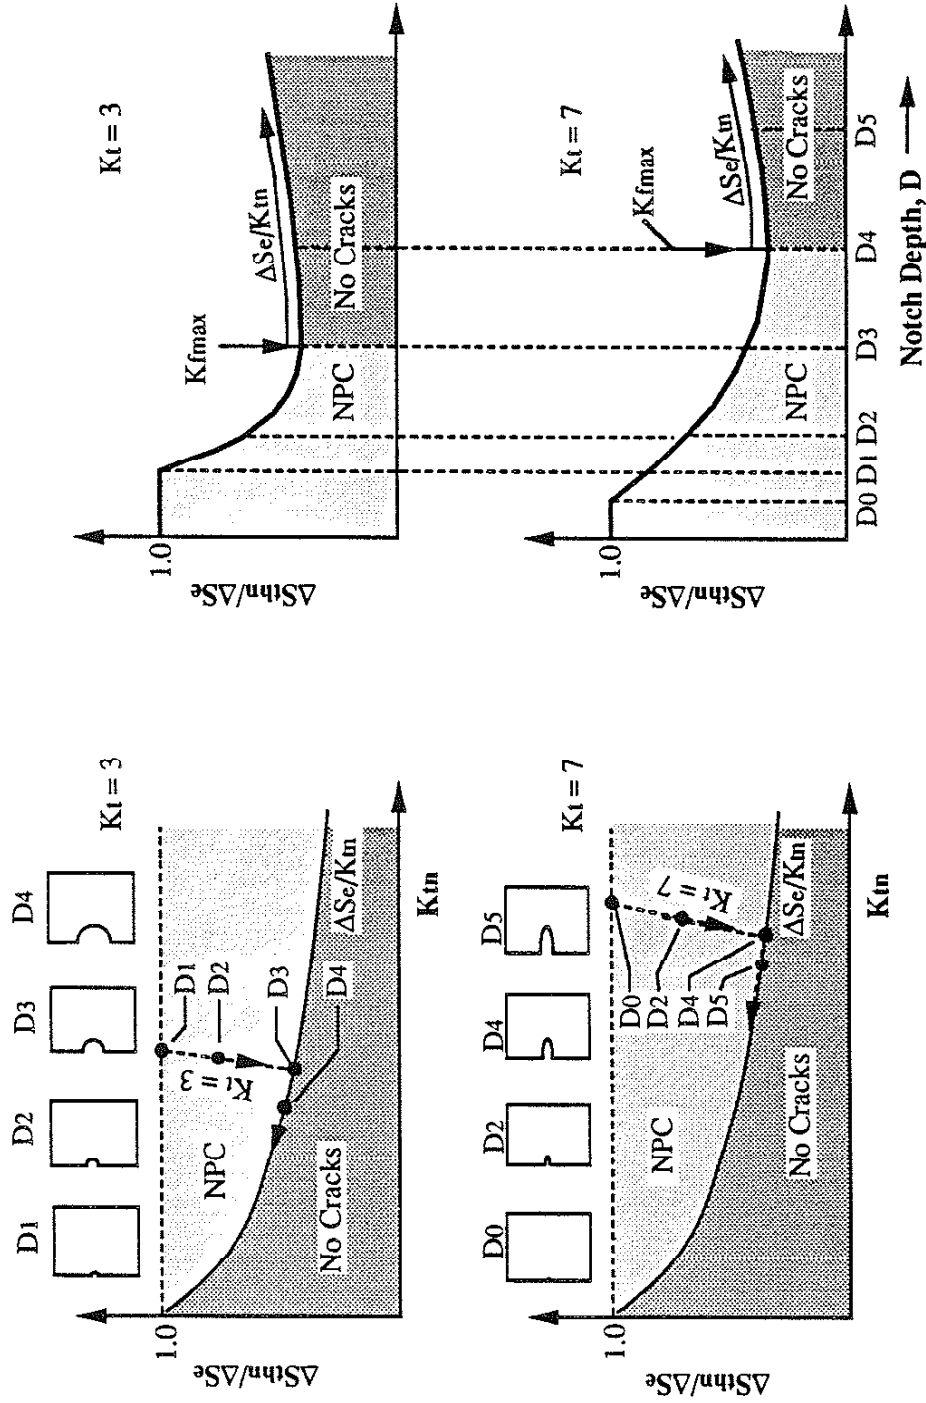 D1
D2
D3
D4
Kt = 3
1.0
D1
D2
D3
D4
Kt = 3
NPC
No Cracks
ΔSe/Ktn
ΔSthn/ΔSe
Ktn
Kt = 3
Kfmax
ΔSe/Ktn
1.0
NPC
No Cracks
ΔSthn/ΔSe
D0
D2
D4
D5
Kt = 7
1.0
Kt = 7
D0
D2
D4
D5
NPC
No Cracks
ΔSe/Ktn
ΔSthn/ΔSe
Ktn
Kt = 7
Kfmax
ΔSe/Ktn
1.0
NPC
No Cracks
ΔSthn/ΔSe
D0
D1
D2
D3
D4
D5
Notch Depth, D